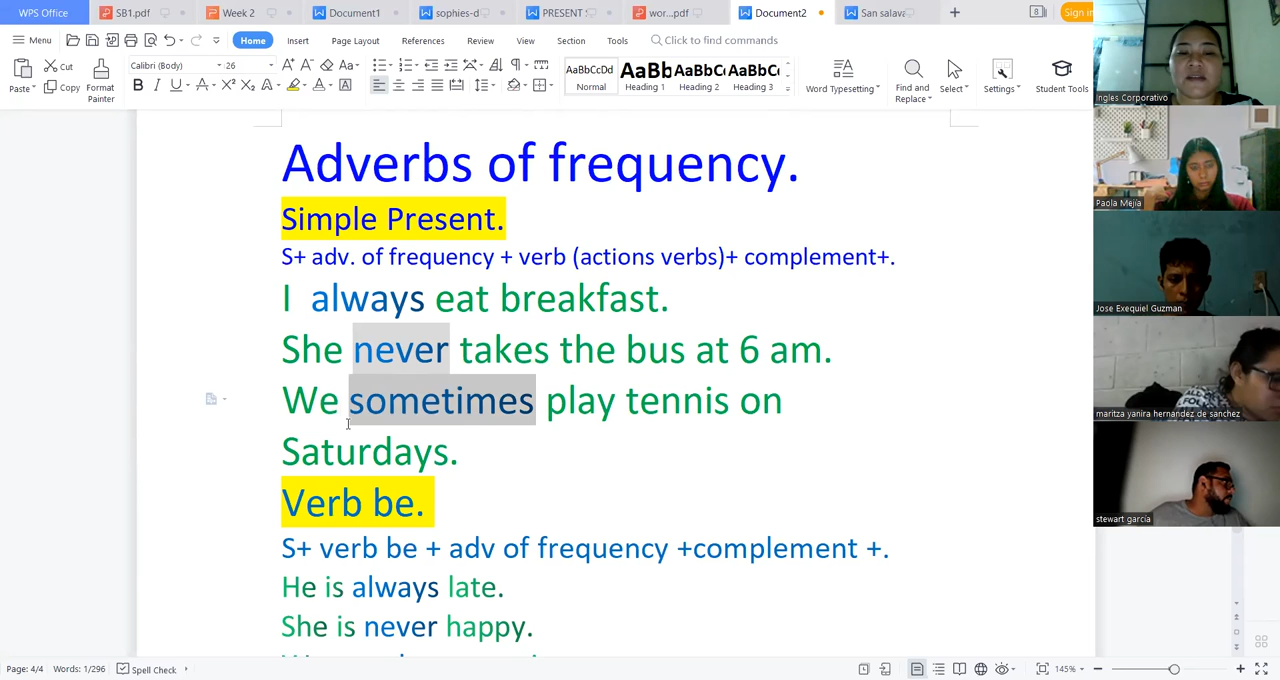 WPS Office
SB1.pdf
Week 2
Document1
sophies-d
PRESENT
wor...pdf
Document2
San salava
Sign in
Menu
Home
Insert
Page Layout
References
Review
View
Section
Tools
Click to find commands
Paste
Cut
Copy
Format
Painter
Calibri (Body)
26
AaBbCcDd
Normal
AaBb
Heading 1
AaBbC
Heading 2
AaBbC
Heading 3
Word Typesetting
Find and
Replace
Select
Settings
Student Tools
Adverbs of frequency.
Simple Present.
S+ adv. of frequency + verb (actions verbs)+ complement+.
I always eat breakfast.
She never takes the bus at 6 am.
We sometimes play tennis on
Saturdays.
Verb be.
S+ verb be + adv of frequency +complement +.
He is always late.
She is never happy.
Ingles Corporativo
Paola Mejía
Jose Exequiel Guzman
maritza yanira hernandez de sanchez
stewart garcía
Page: 4/4
Words: 1/296
Spell Check
145%